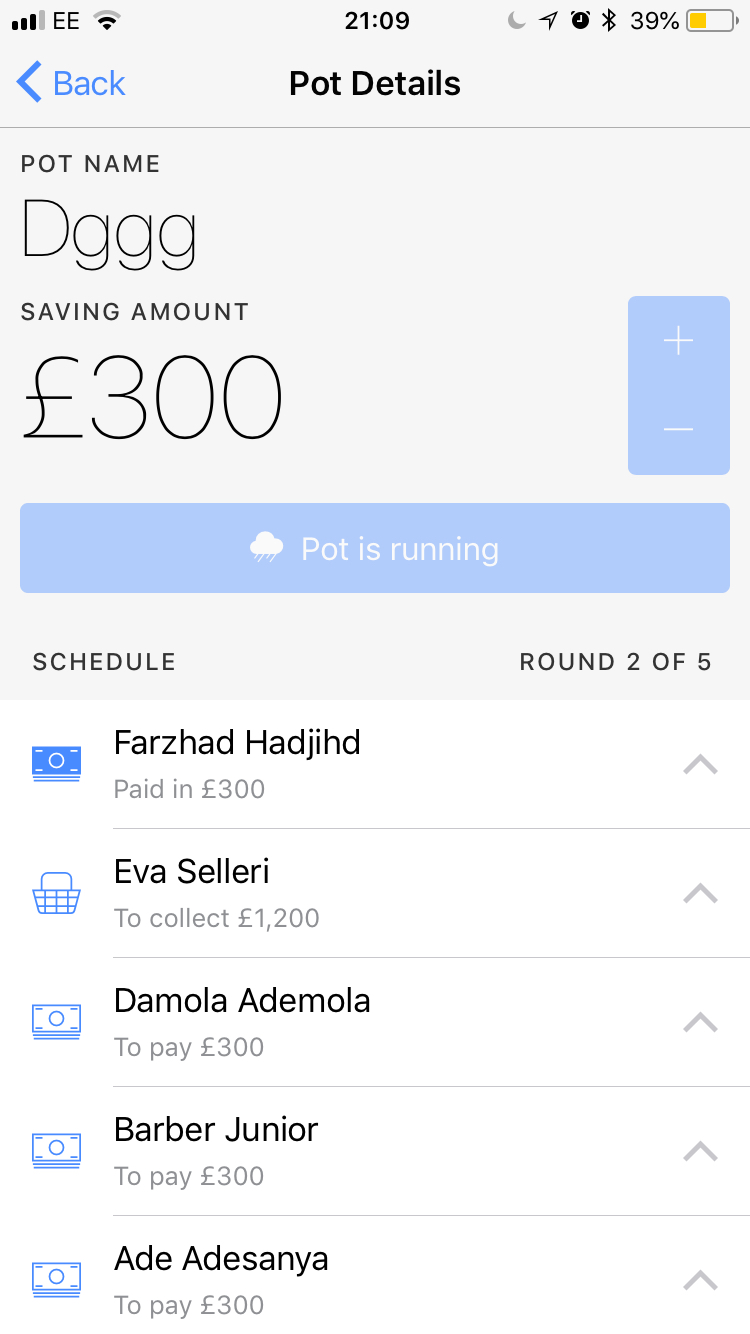 EE 21:09 39%
Back Pot Details
POT NAME
Dggg
SAVING AMOUNT
£300
+
−
Pot is running
SCHEDULE ROUND 2 OF 5
Farzhad Hadjihd
Paid in £300
Eva Selleri
To collect £1,200
Damola Ademola
To pay £300
Barber Junior
To pay £300
Ade Adesanya
To pay £300